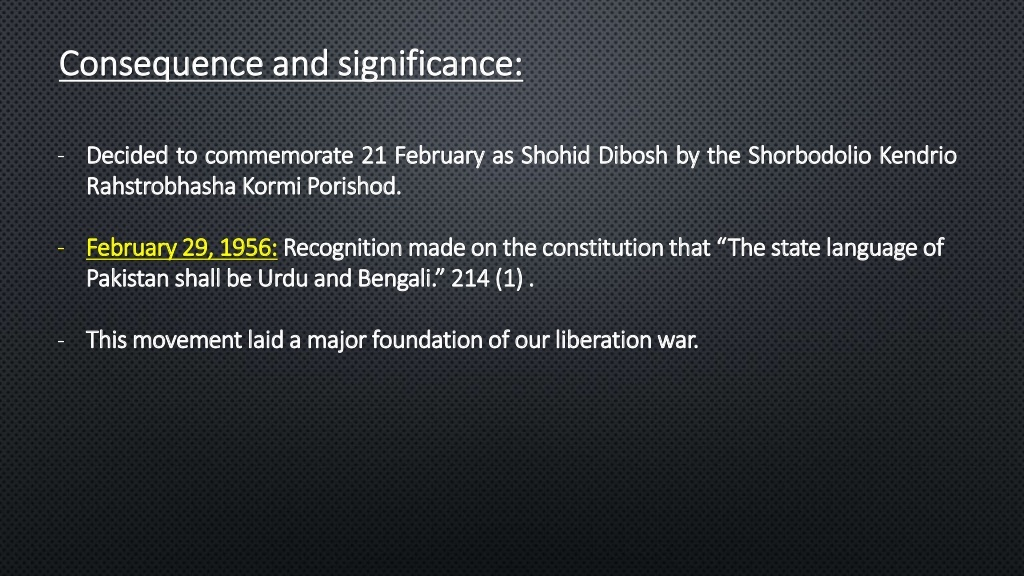 Consequence and significance:
- Decided to commemorate 21 February as Shohid Dibosh by the Shorbodolio Kendrio
Rahstrobhasha Kormi Porishod.
- February 29, 1956: Recognition made on the constitution that “The state language of
Pakistan shall be Urdu and Bengali.” 214 (1) .
- This movement laid a major foundation of our liberation war.